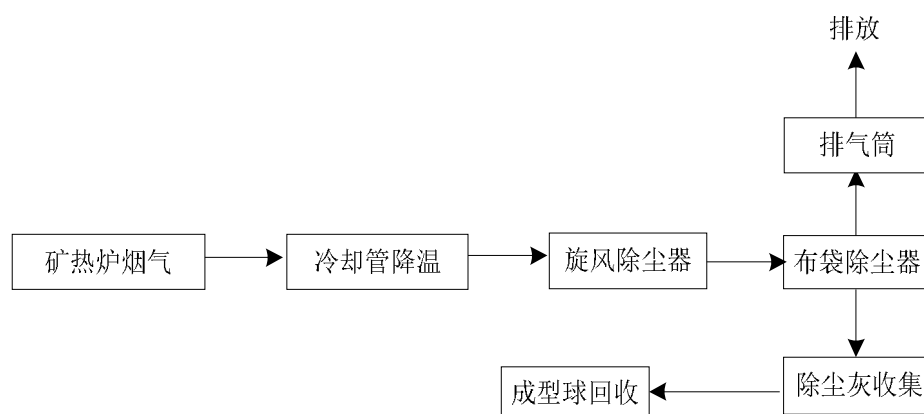 排放
排气筒
矿热炉烟气
冷却管降温
旋风除尘器
布袋除尘器
除尘灰收集
成型球回收